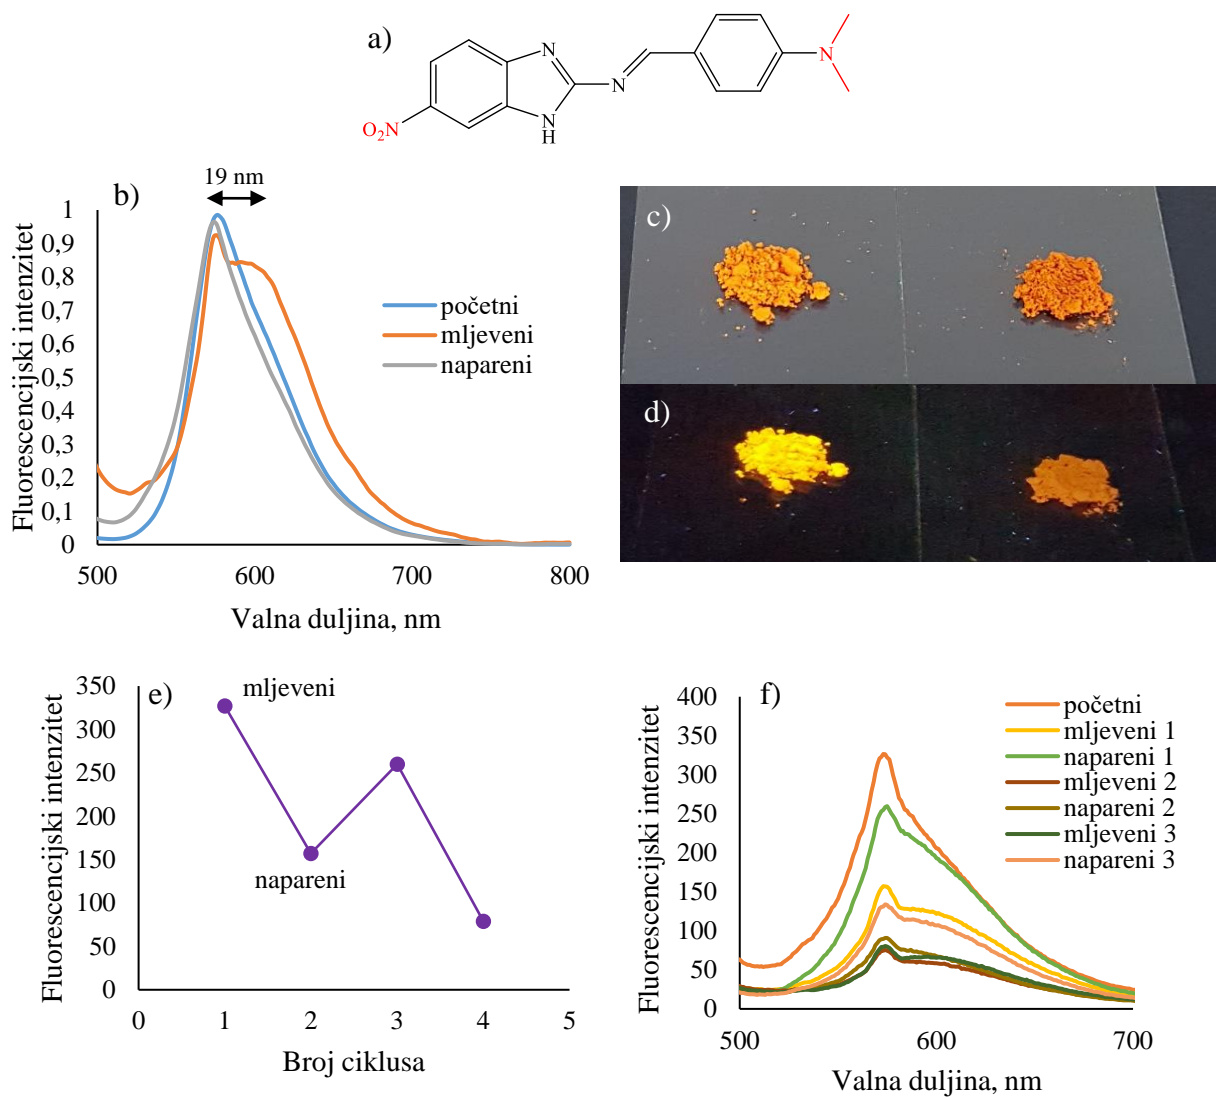 a)
N
N
N
H
N
O₂N
b)
19 nm
Fluorescencijski intenzitet
1
0,9
0,8
0,7
0,6
0,5
0,4
0,3
0,2
0,1
0
500 600 700 800
Valna duljina, nm
početni
mljeveni
napareni
c)
d)
e)
Fluorescencijski intenzitet
350
300
250
200
150
100
50
0
mljeveni
napareni
0 1 2 3 4 5
Broj ciklusa
f)
Fluorescencijski intenzitet
400
350
300
250
200
150
100
50
0
500 600 700
Valna duljina, nm
početni
mljeveni 1
napareni 1
mljeveni 2
napareni 2
mljeveni 3
napareni 3